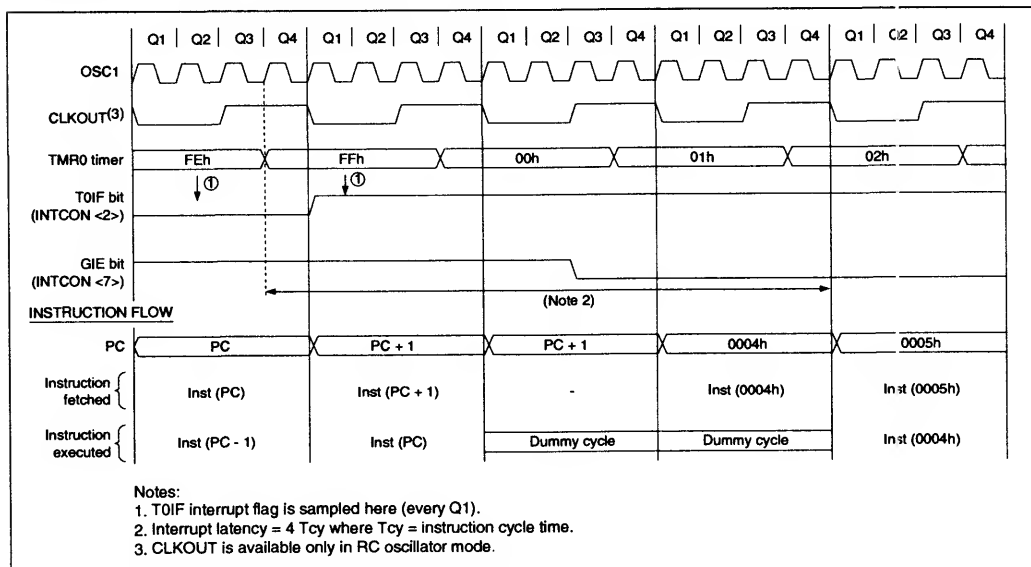 Q1 | Q2 | Q3 | Q4 | Q1 | Q2 | Q3 | Q4 | Q1 | Q2 | Q3 | Q4 | Q1 | Q2 | Q3 | Q4 | Q1 | Q2 | Q3 | Q4
OSC1
CLKOUT(3)
TMR0 timer FEh FFh 00h 01h 02h
① ①
T0IF bit
(INTCON <2>)
GIE bit
(INTCON <7>)
(Note 2)
INSTRUCTION FLOW
PC PC PC + 1 PC + 1 0004h 0005h
Instruction
fetched Inst (PC) Inst (PC + 1) - Inst (0004h) Inst (0005h)
Instruction
executed Inst (PC - 1) Inst (PC) Dummy cycle Dummy cycle Inst (0004h)
Notes:
1. T0IF interrupt flag is sampled here (every Q1).
2. Interrupt latency = 4 Tcy where Tcy = instruction cycle time.
3. CLKOUT is available only in RC oscillator mode.